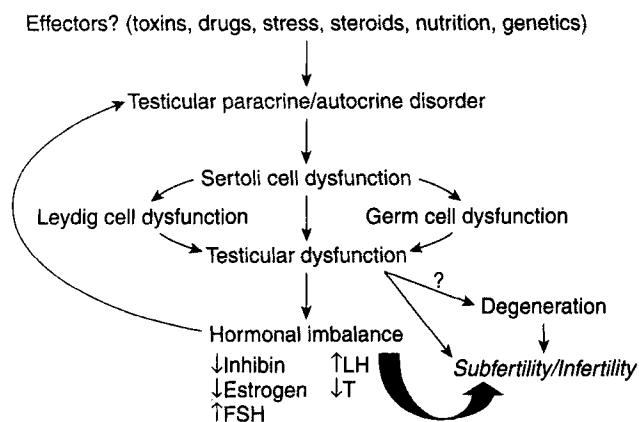 Effectors? (toxins, drugs, stress, steroids, nutrition, genetics)
Testicular paracrine/autocrine disorder
Sertoli cell dysfunction
Leydig cell dysfunction
Germ cell dysfunction
Testicular dysfunction
?
Degeneration
Hormonal imbalance
↓Inhibin ↑LH
↓Estrogen ↓T
↑FSH
Subfertility/Infertility